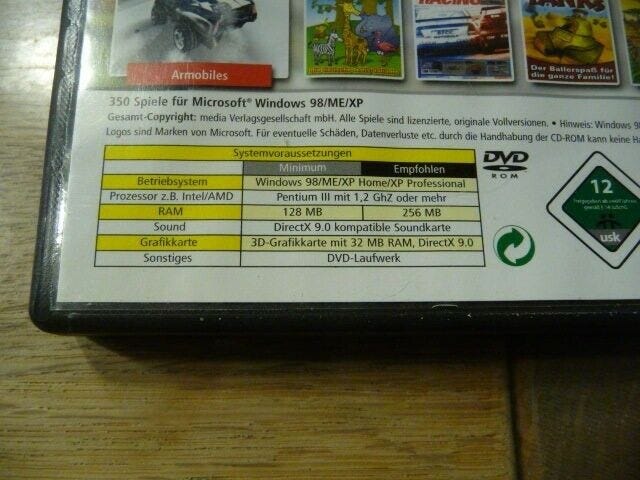 RACING
TANKS
Der Ballerspaß für
die ganze Familie!
Armobiles
350 Spiele für Microsoft® Windows 98/ME/XP
Gesamt-Copyright: media Verlagsgesellschaft mbH. Alle Spiele sind lizenzierte, originale Vollversionen. • Hinweis: Windows 9
Logos sind Marken von Microsoft. Für eventuelle Schäden, Datenverluste etc. durch die Handhabung der CD-ROM kann keine Ha
Systemvoraussetzungen
Minimum Empfohlen
Betriebsystem Windows 98/ME/XP Home/XP Professional
Prozessor z.B. Intel/AMD Pentium III mit 1,2 GhZ oder mehr
RAM 128 MB 256 MB
Sound DirectX 9.0 kompatible Soundkarte
Grafikkarte 3D-Grafikkarte mit 32 MB RAM, DirectX 9.0
Sonstiges DVD-Laufwerk
DVD
ROM
12
usk